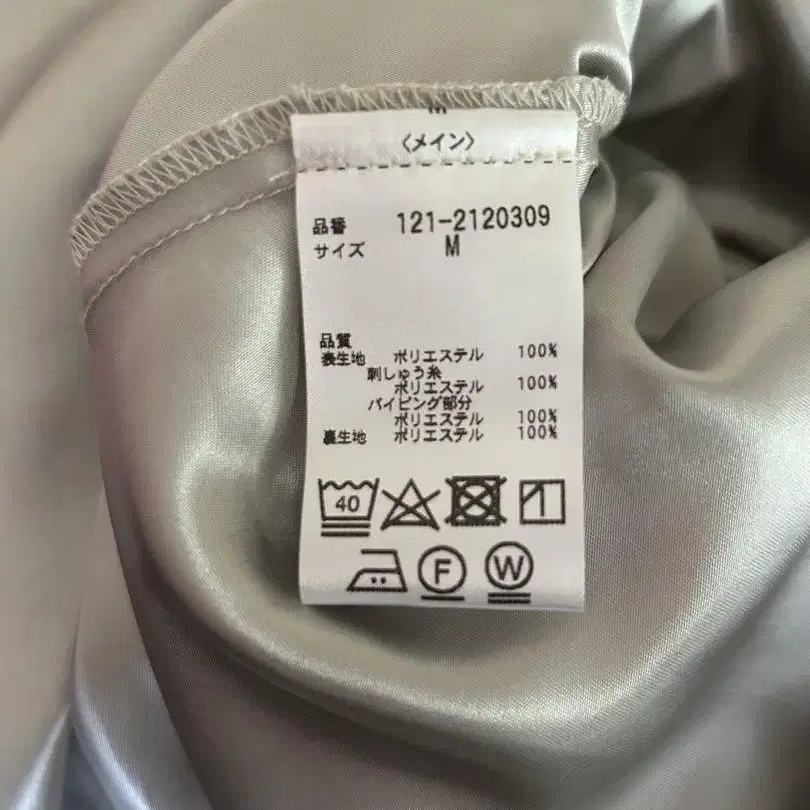 M
〈メイン〉
品番 121-2120309
サイズ M
品質
表生地 ポリエステル 100%
刺しゅう糸
ポリエステル 100%
パイピング部分
ポリエステル 100%
裏生地 ポリエステル 100%
40
F W